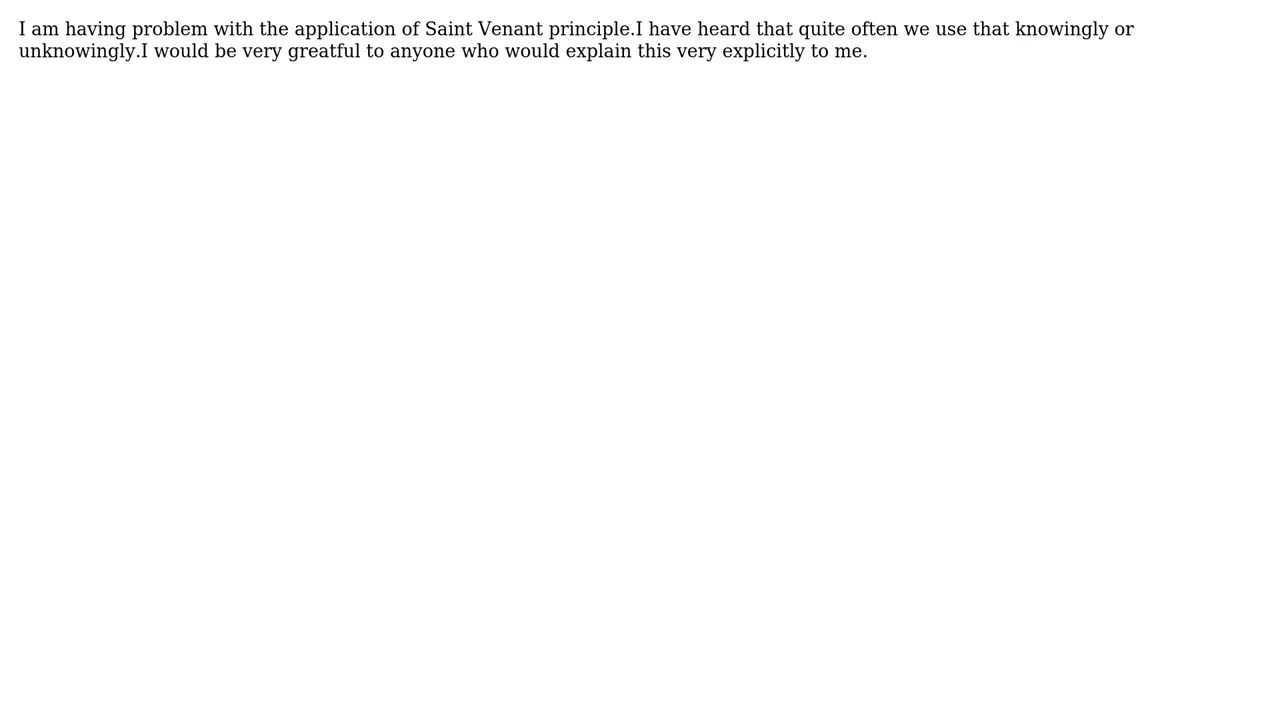 I am having problem with the application of Saint Venant principle.I have heard that quite often we use that knowingly or
unknowingly.I would be very greatful to anyone who would explain this very explicitly to me.